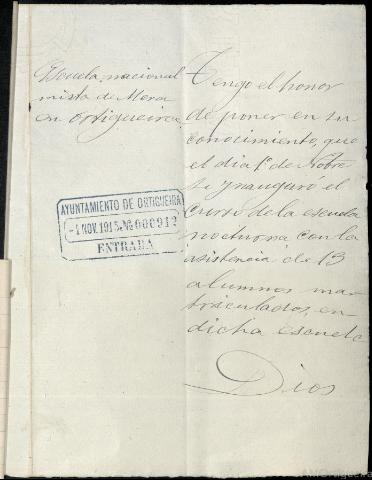 Escuela nacional
mixta de Mera
en Ortigueira
AYUNTAMIENTO DE ORTIGUEIRA
-1 NOV. 1915 № 000912
ENTRADA
Tengo el honor
de poner en su
conocimiento, que
el día 1º de Nobre
se ynauguro el
Curso de la escuela
nocturna con la
asistencia de 13
alumnos ma-
triculados, en
dicha escuela
Dios